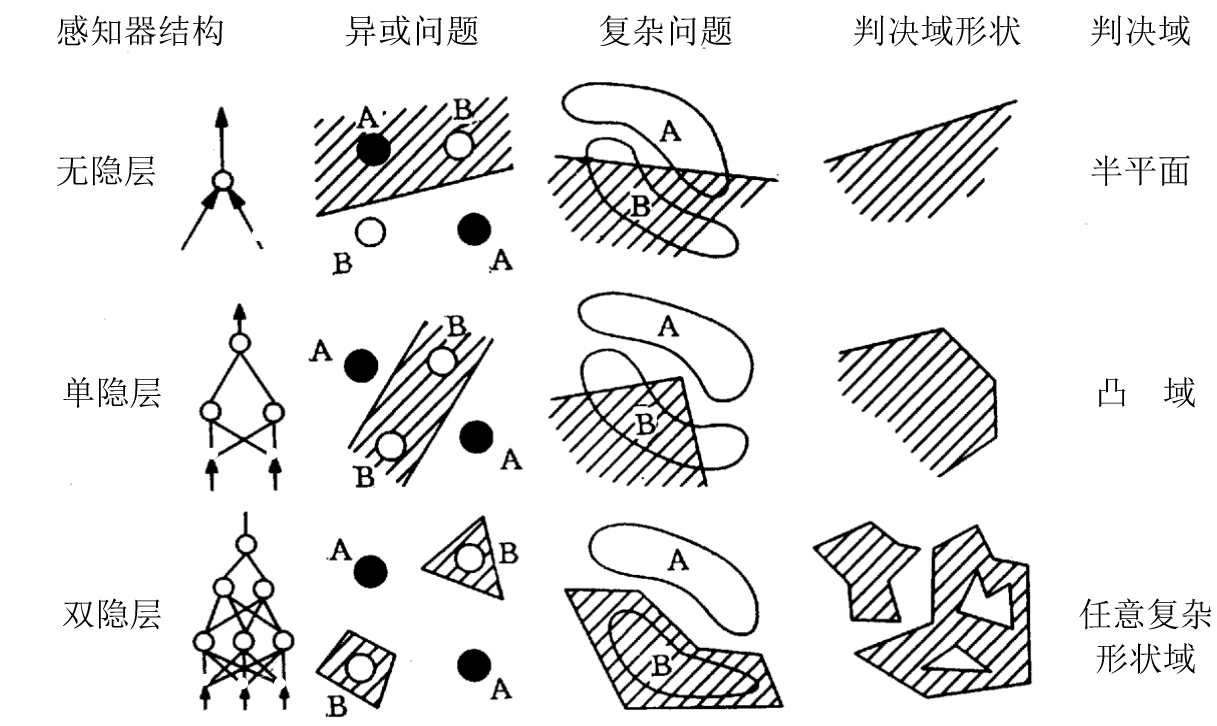 感知器结构 异或问题 复杂问题 判决域形状 判决域
无隐层 A B B A A B 半平面
单隐层 A B B A A B 凸 域
双隐层 A B B A A B 任意复杂
形状域